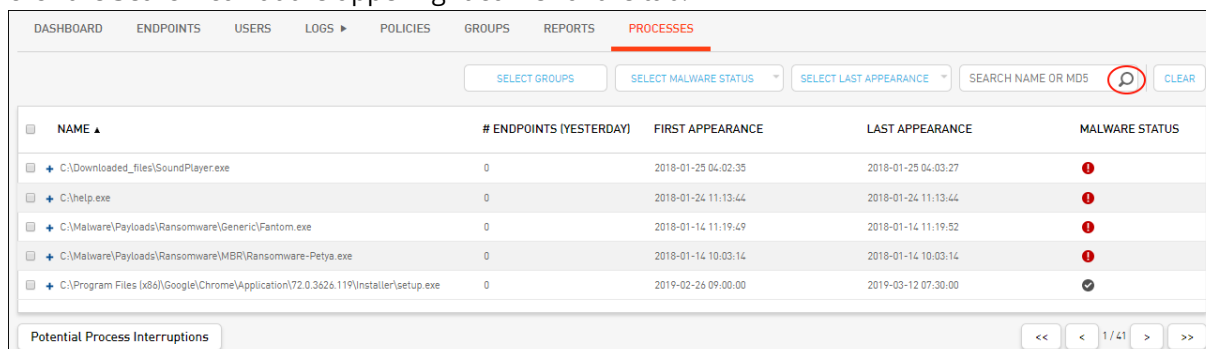 DASHBOARD ENDPOINTS USERS LOGS ▶ POLICIES GROUPS REPORTS PROCESSES
SELECT GROUPS SELECT MALWARE STATUS SELECT LAST APPEARANCE SEARCH NAME OR MD5 CLEAR
NAME ▲ # ENDPOINTS (YESTERDAY) FIRST APPEARANCE LAST APPEARANCE MALWARE STATUS
+ C:\Downloaded_files\SoundPlayer.exe 0 2018-01-25 04:02:35 2018-01-25 04:03:27
+ C:\help.exe 0 2018-01-24 11:13:44 2018-01-24 11:13:44
+ C:\Malware\Payloads\Ransomware\Generic\Fantom.exe 0 2018-01-14 11:19:49 2018-01-14 11:19:52
+ C:\Malware\Payloads\Ransomware\MBR\Ransomware-Petya.exe 0 2018-01-14 10:03:14 2018-01-14 10:03:14
+ C:\Program Files (x86)\Google\Chrome\Application\72.0.3626.119\Installer\setup.exe 0 2019-02-26 09:00:00 2019-03-12 07:30:00
Potential Process Interruptions << < 1 / 41 > >>